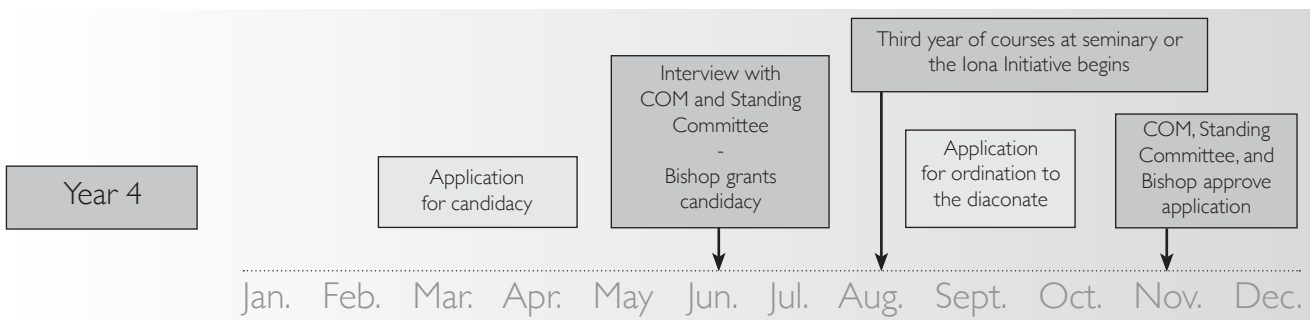 Year 4
Application
for candidacy
Interview with
COM and Standing
Committee
-
Bishop grants
candidacy
Third year of courses at seminary or
the Iona Initiative begins
Application
for ordination to
the diaconate
COM, Standing
Committee, and
Bishop approve
application
Jan. Feb. Mar. Apr. May Jun. Jul. Aug. Sept. Oct. Nov. Dec.